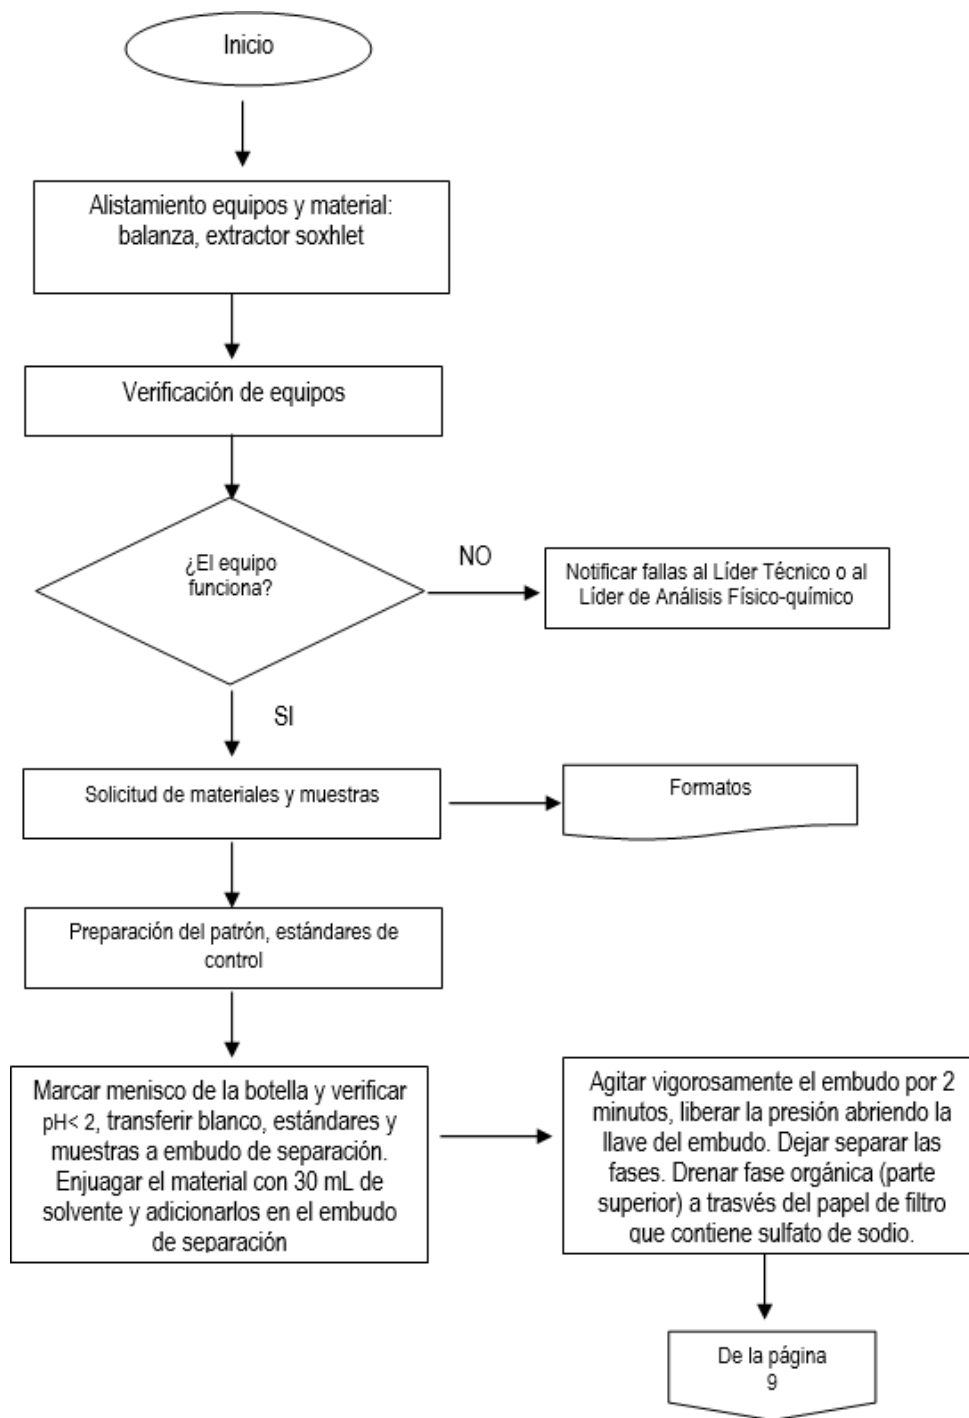 Inicio
Alistamiento equipos y material:
balanza, extractor soxhlet
Verificación de equipos
¿El equipo
funciona?
NO
Notificar fallas al Líder Técnico o al
Líder de Análisis Físico-químico
SI
Solicitud de materiales y muestras
Formatos
Preparación del patrón, estándares de
control
Marcar menisco de la botella y verificar
pH< 2, transferir blanco, estándares y
muestras a embudo de separación.
Enjuagar el material con 30 mL de
solvente y adicionarlos en el embudo
de separación
Agitar vigorosamente el embudo por 2
minutos, liberar la presión abriendo la
llave del embudo. Dejar separar las
fases. Drenar fase orgánica (parte
superior) a trasvés del papel de filtro
que contiene sulfato de sodio.
De la página
9